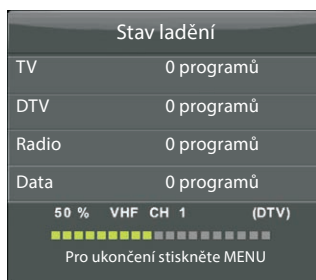 Stav ladění
TV 0 programů
DTV 0 programů
Radio 0 programů
Data 0 programů
50 % VHF CH 1 (DTV)
Pro ukončení stiskněte MENU